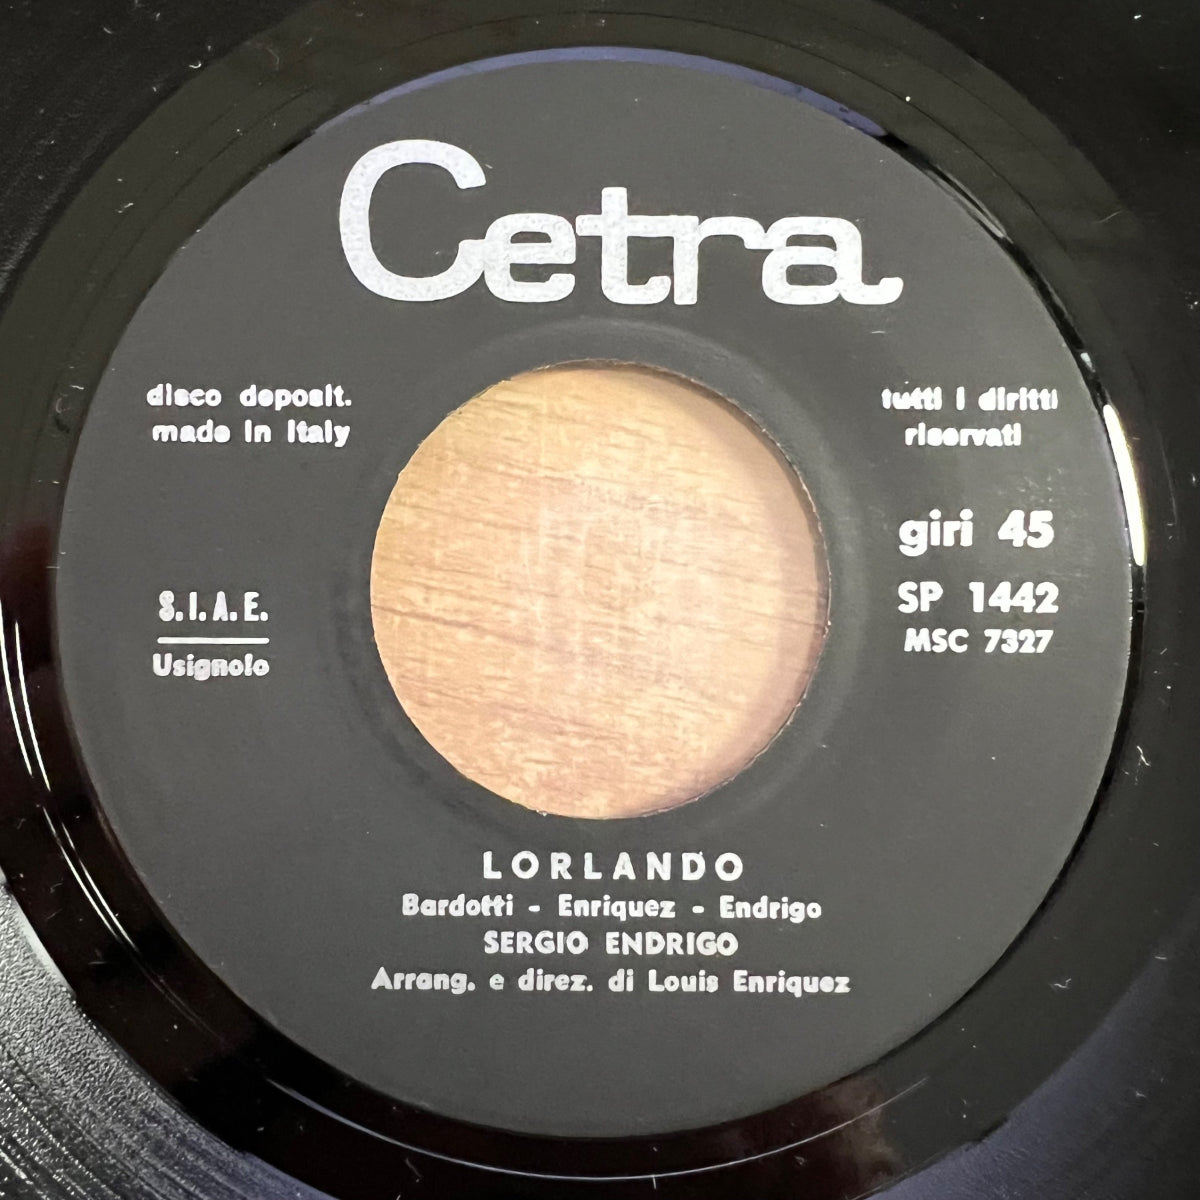 Cetra
disco deposit.
made in Italy
tutti i diritti
riservati
giri 45
SP 1442
MSC 7327
S.I.A.E.
Usignolo
LORLANDO
Bardotti - Enriquez - Endrigo
SERGIO ENDRIGO
Arrang. e direz. di Louis Enriquez